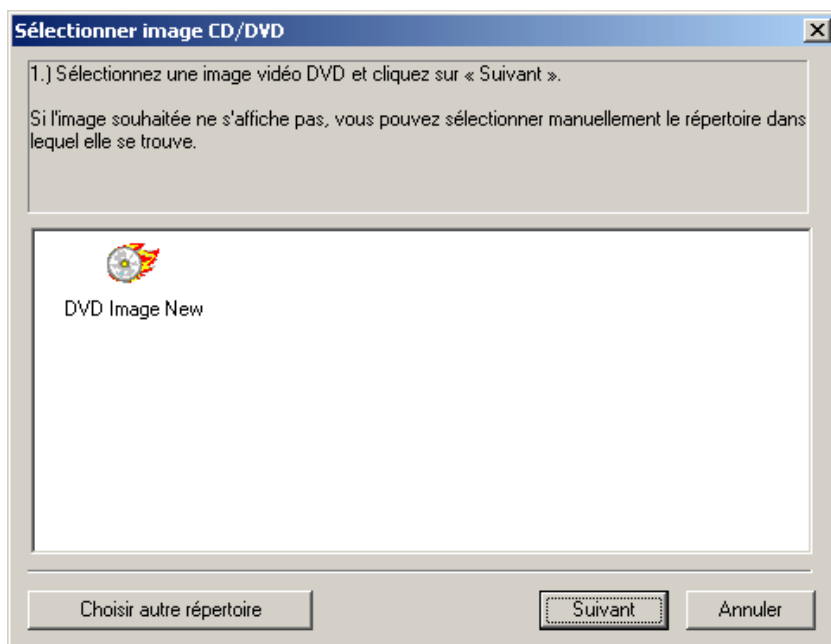 Sélectionner image CD/DVD
1.) Sélectionnez une image vidéo DVD et cliquez sur « Suivant ».
Si l'image souhaitée ne s'affiche pas, vous pouvez sélectionner manuellement le répertoire dans
lequel elle se trouve.
DVD Image New
Choisir autre répertoire
Suivant
Annuler